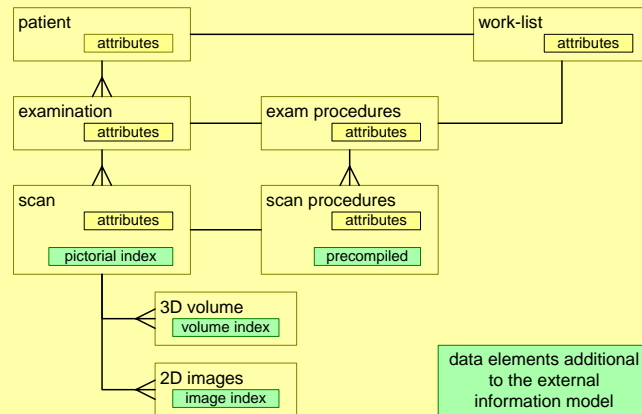 patient
attributes
work-list
attributes
examination
attributes
exam procedures
attributes
scan
attributes
pictorial index
scan procedures
attributes
precompiled
3D volume
volume index
2D images
image index
data elements additional
to the external
information model